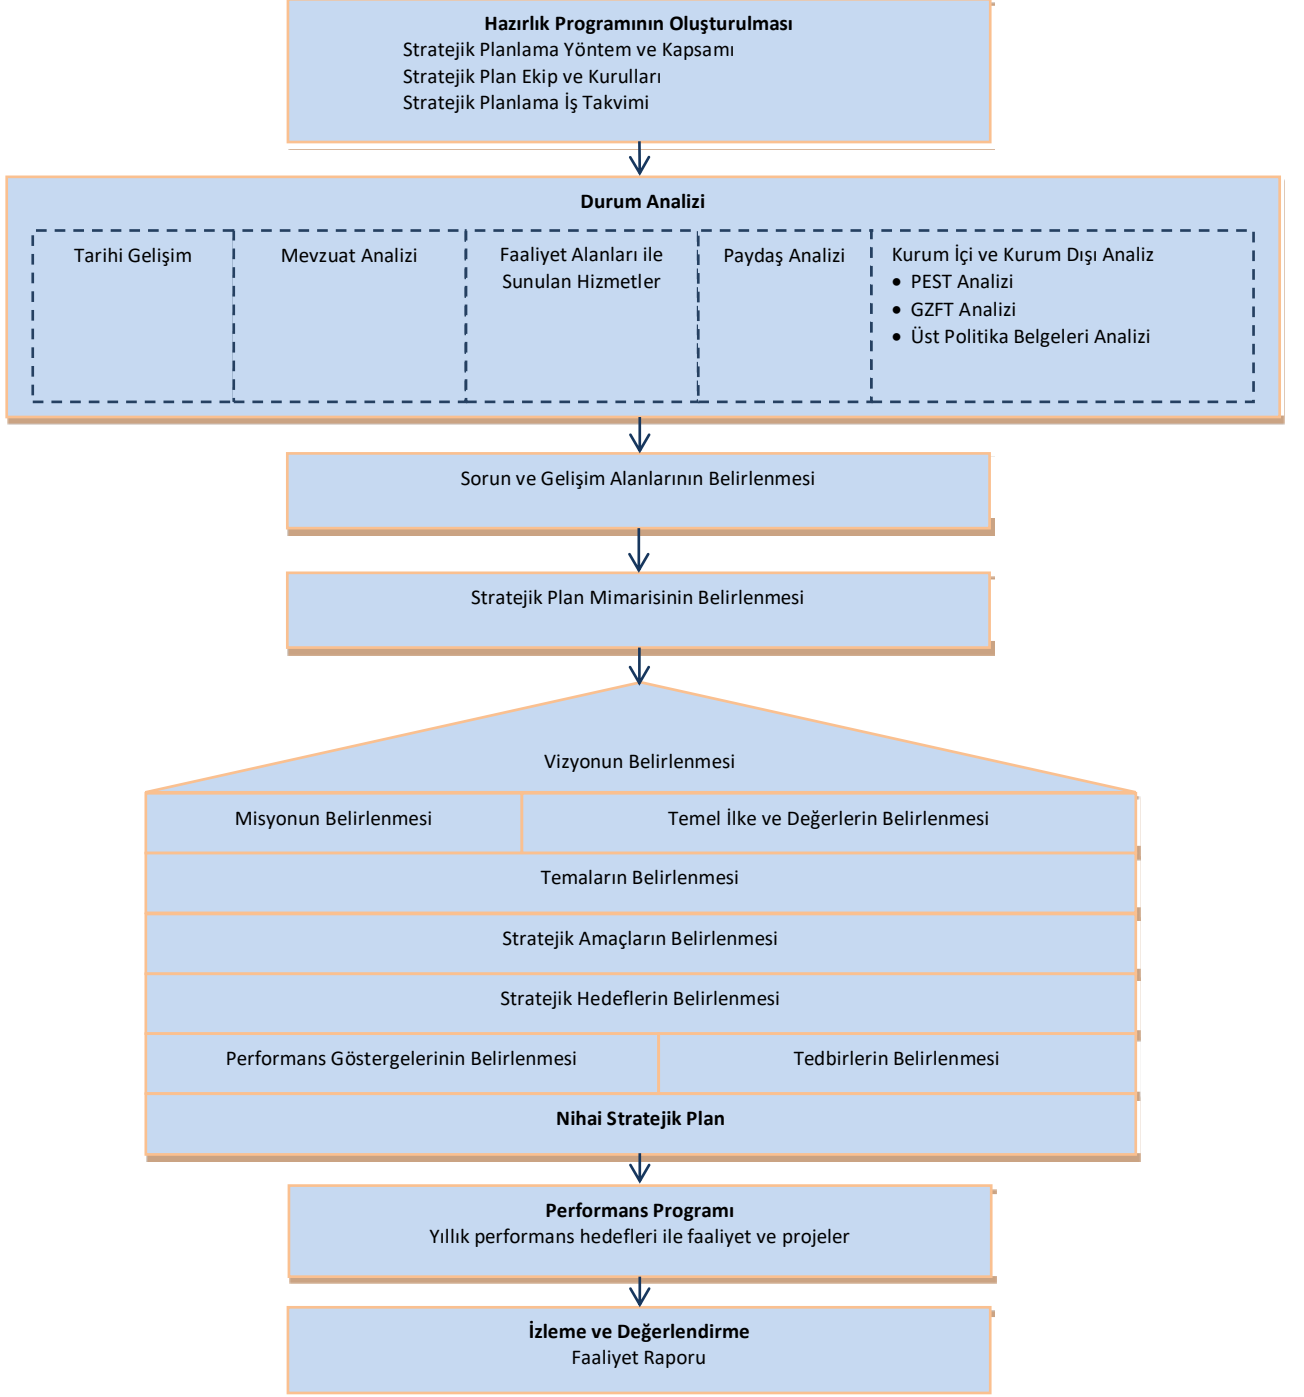 Hazırlık Programının Oluşturulması
Stratejik Planlama Yöntem ve Kapsamı
Stratejik Plan Ekip ve Kurulları
Stratejik Planlama İş Takvimi
Durum Analizi
Tarihi Gelişim
Mevzuat Analizi
Faaliyet Alanları ile
Sunulan Hizmetler
Paydaş Analizi
Kurum İçi ve Kurum Dışı Analiz
• PEST Analizi
• GZFT Analizi
• Üst Politika Belgeleri Analizi
Sorun ve Gelişim Alanlarının Belirlenmesi
Stratejik Plan Mimarisinin Belirlenmesi
Vizyonun Belirlenmesi
Misyonun Belirlenmesi
Temel İlke ve Değerlerin Belirlenmesi
Temaların Belirlenmesi
Stratejik Amaçların Belirlenmesi
Stratejik Hedeflerin Belirlenmesi
Performans Göstergelerinin Belirlenmesi
Tedbirlerin Belirlenmesi
Nihai Stratejik Plan
Performans Programı
Yıllık performans hedefleri ile faaliyet ve projeler
İzleme ve Değerlendirme
Faaliyet Raporu